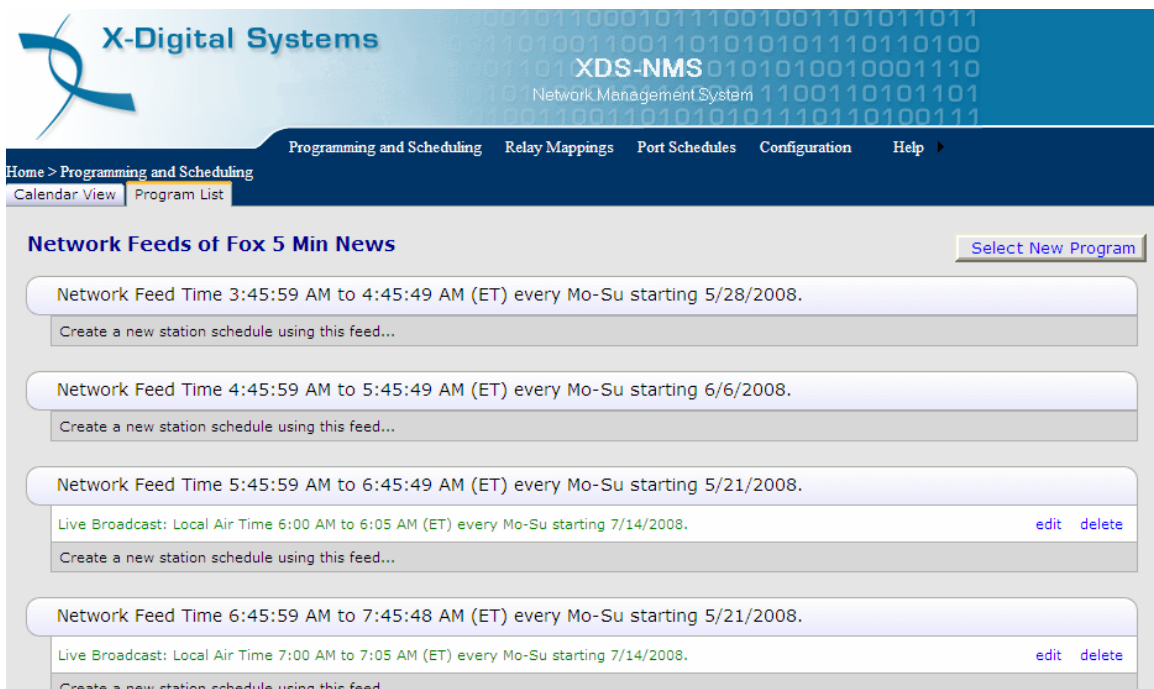 X-Digital Systems
XDS-NMS
Network Management System
Programming and Scheduling Relay Mappings Port Schedules Configuration Help
Home > Programming and Scheduling
Calendar View Program List
Network Feeds of Fox 5 Min News
Select New Program
Network Feed Time 3:45:59 AM to 4:45:49 AM (ET) every Mo-Su starting 5/28/2008.
Create a new station schedule using this feed...
Network Feed Time 4:45:59 AM to 5:45:49 AM (ET) every Mo-Su starting 6/6/2008.
Create a new station schedule using this feed...
Network Feed Time 5:45:59 AM to 6:45:49 AM (ET) every Mo-Su starting 5/21/2008.
Live Broadcast: Local Air Time 6:00 AM to 6:05 AM (ET) every Mo-Su starting 7/14/2008. edit delete
Create a new station schedule using this feed...
Network Feed Time 6:45:59 AM to 7:45:48 AM (ET) every Mo-Su starting 5/21/2008.
Live Broadcast: Local Air Time 7:00 AM to 7:05 AM (ET) every Mo-Su starting 7/14/2008. edit delete
Create a new station schedule using this feed